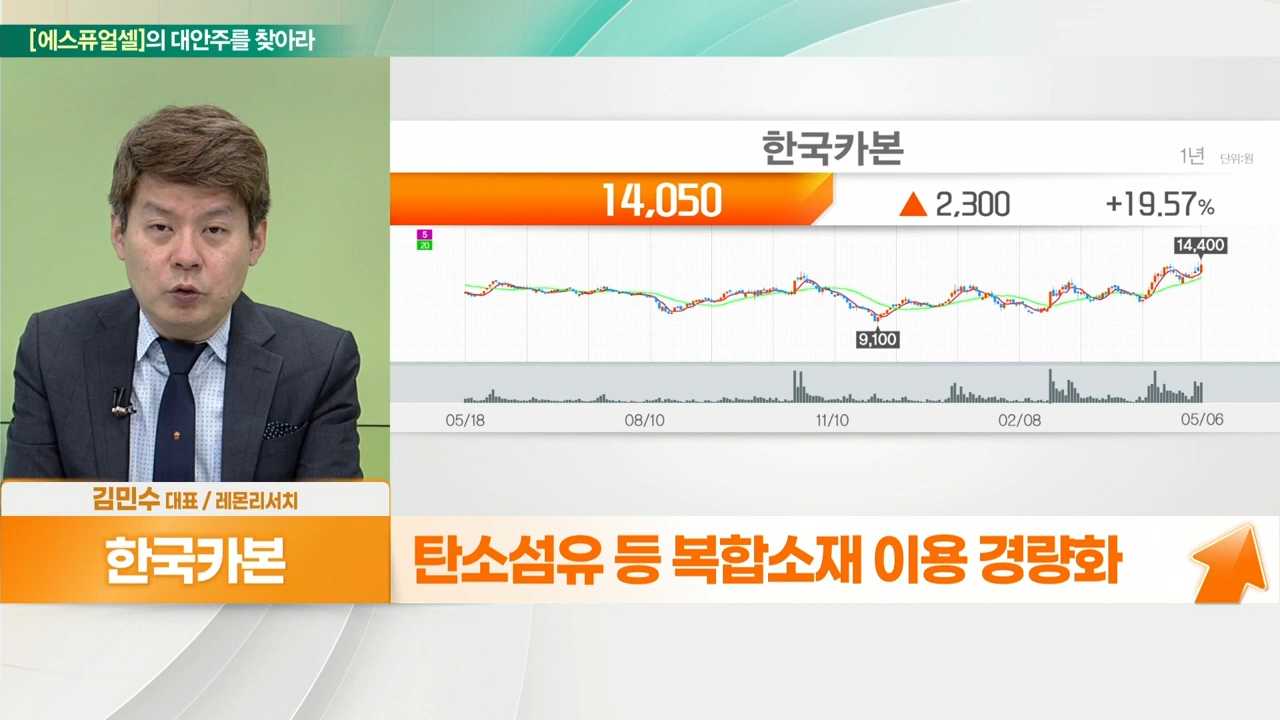 [에스퓨얼셀]의 대안주를 찾아라
한국카본
1년 단위:원
14,050 ▲ 2,300 +19.57%
5
20
14,400
9,100
05/18 08/10 11/10 02/08 05/06
김민수 대표 / 레몬리서치
한국카본
탄소섬유 등 복합소재 이용 경량화